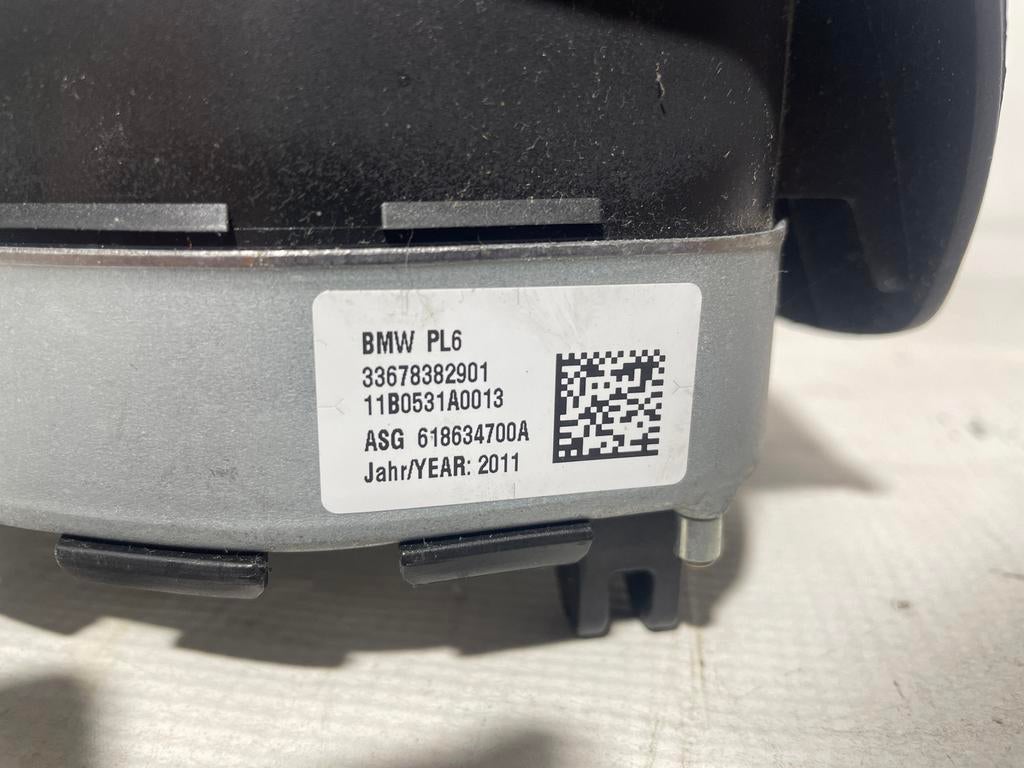 BMW PL6
33678382901
11B0531A0013
ASG 618634700A
Jahr/YEAR: 2011